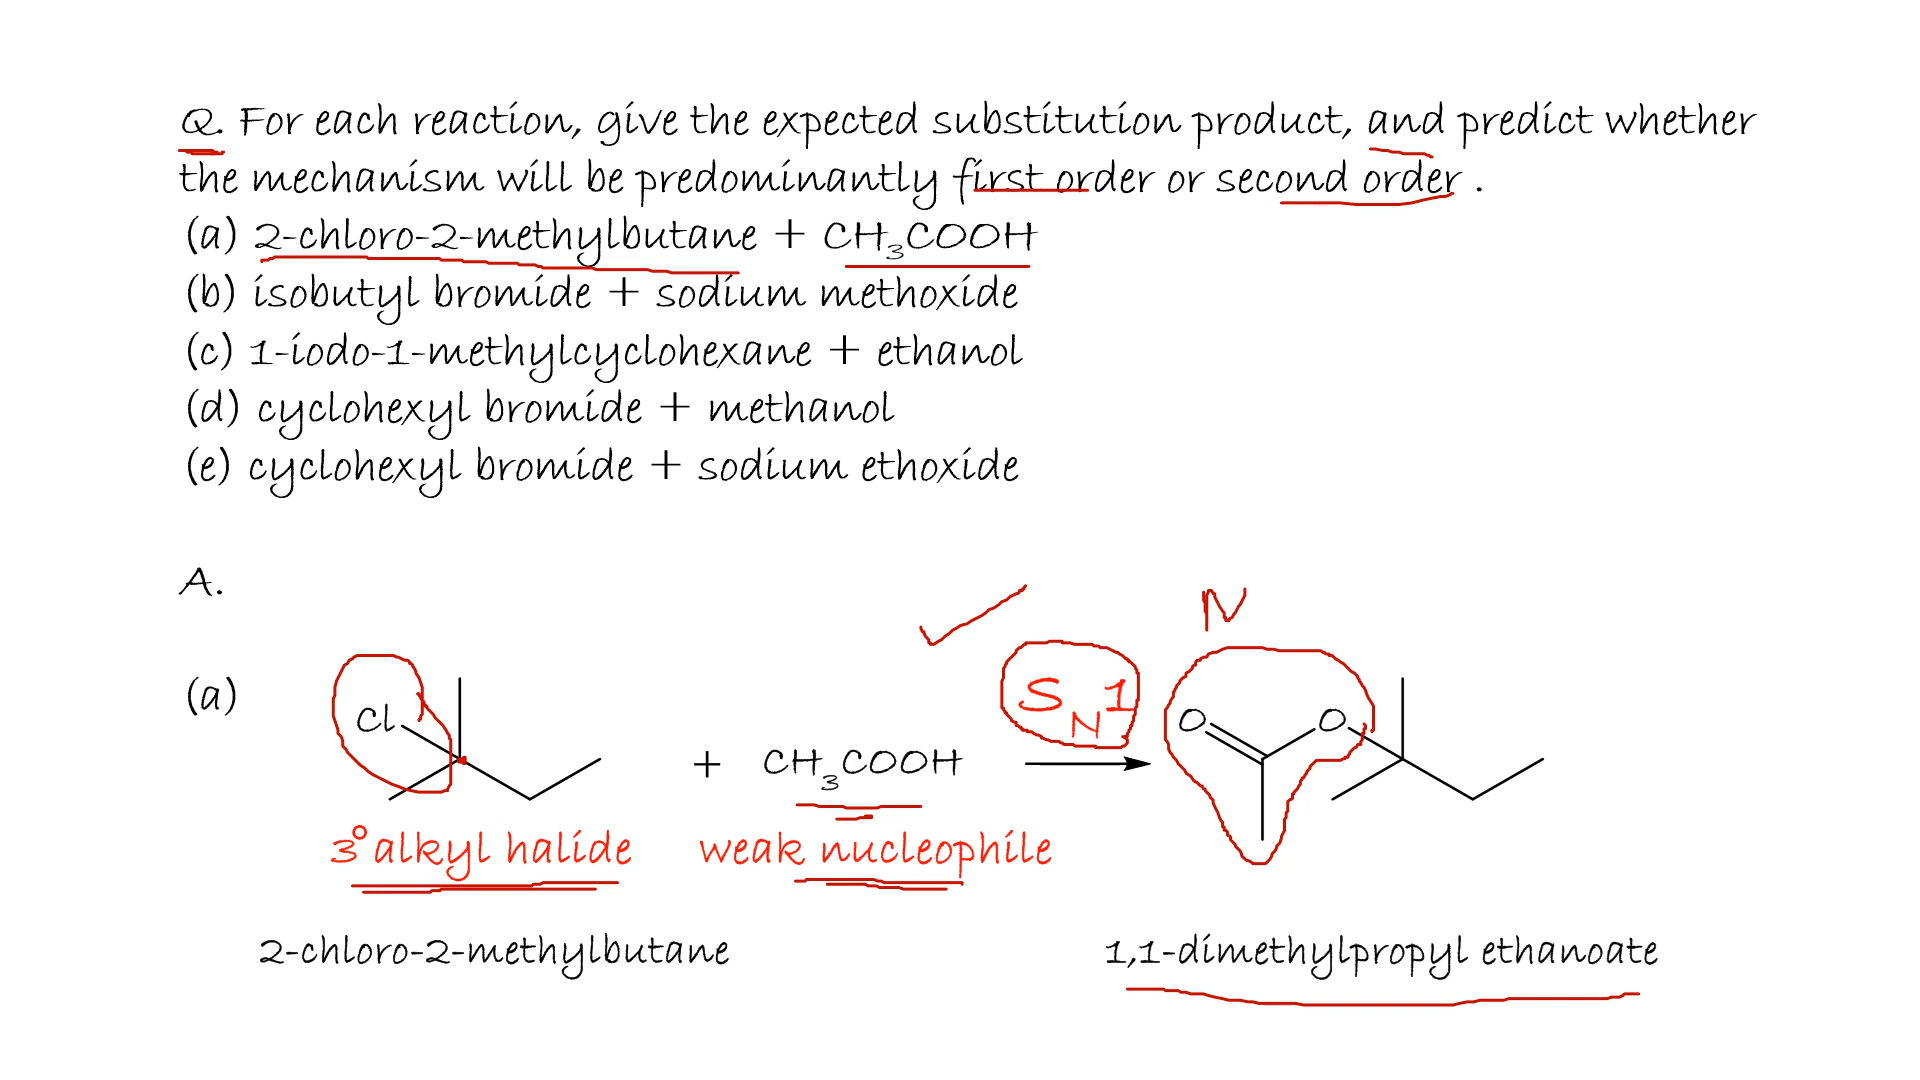 Q. For each reaction, give the expected substitution product, and predict whether
the mechanism will be predominantly first order or second order .
(a) 2-chloro-2-methylbutane + CH₃COOH
(b) isobutyl bromide + sodium methoxide
(c) 1-iodo-1-methylcyclohexane + ethanol
(d) cyclohexyl bromide + methanol
(e) cyclohexyl bromide + sodium ethoxide
A.
N
(a) Cl + CH₃COOH S_N1 O O
3° alkyl halide weak nucleophile
2-chloro-2-methylbutane 1,1-dimethylpropyl ethanoate